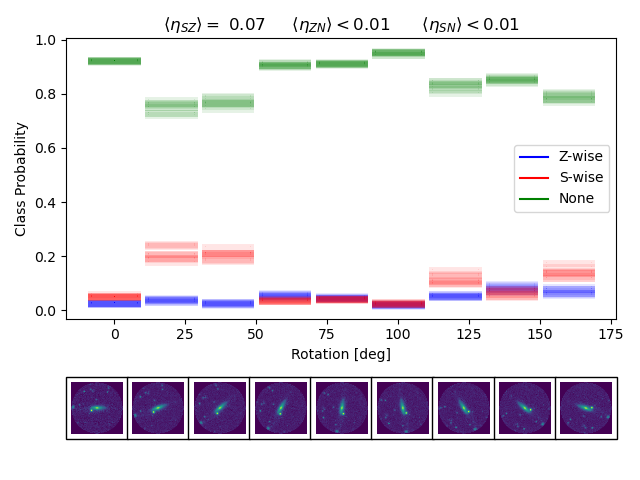 ⟨η_SZ⟩ = 0.07 ⟨η_ZN⟩ < 0.01 ⟨η_SN⟩ < 0.01
1.0
0.8
0.6
0.4
0.2
0.0
Class Probability
Z-wise
S-wise
None
0 25 50 75 100 125 150 175
Rotation [deg]